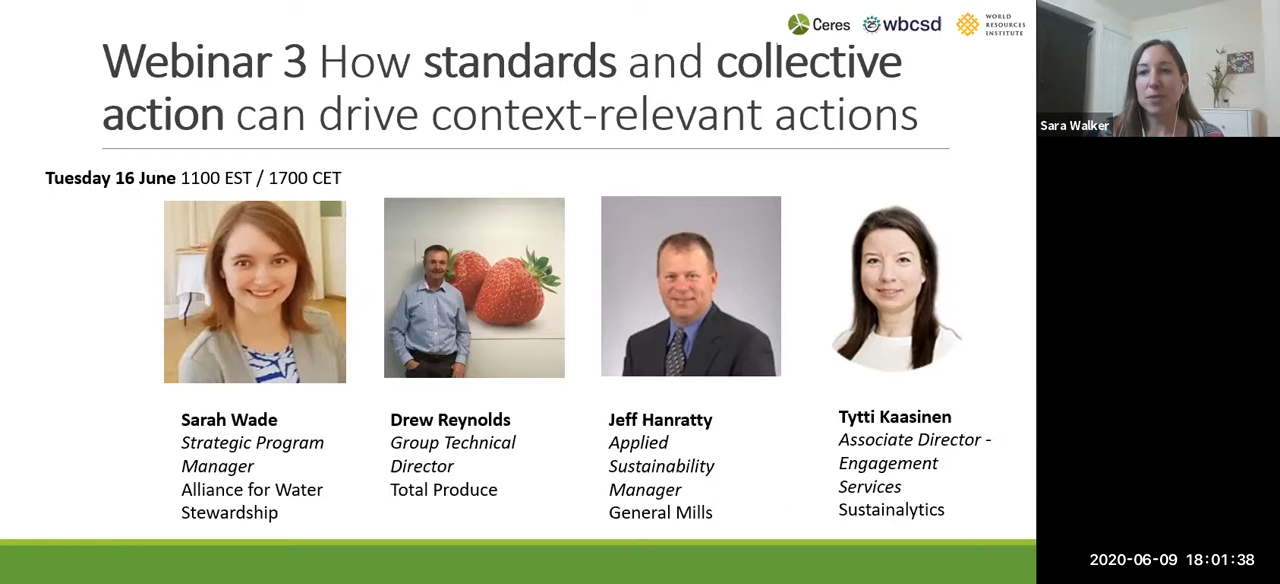 Ceres
25
wbcsd
WORLD
RESOURCES
INSTITUTE
Webinar 3 How standards and collective
action can drive context-relevant actions
Sara Walker
Tuesday 16 June 1100 EST / 1700 CET
Sarah Wade
Strategic Program
Manager
Alliance for Water
Stewardship
Drew Reynolds
Group Technical
Director
Total Produce
Jeff Hanratty
Applied
Sustainability
Manager
General Mills
Tytti Kaasinen
Associate Director -
Engagement
Services
Sustainalytics
2020-06-09 18:01:38